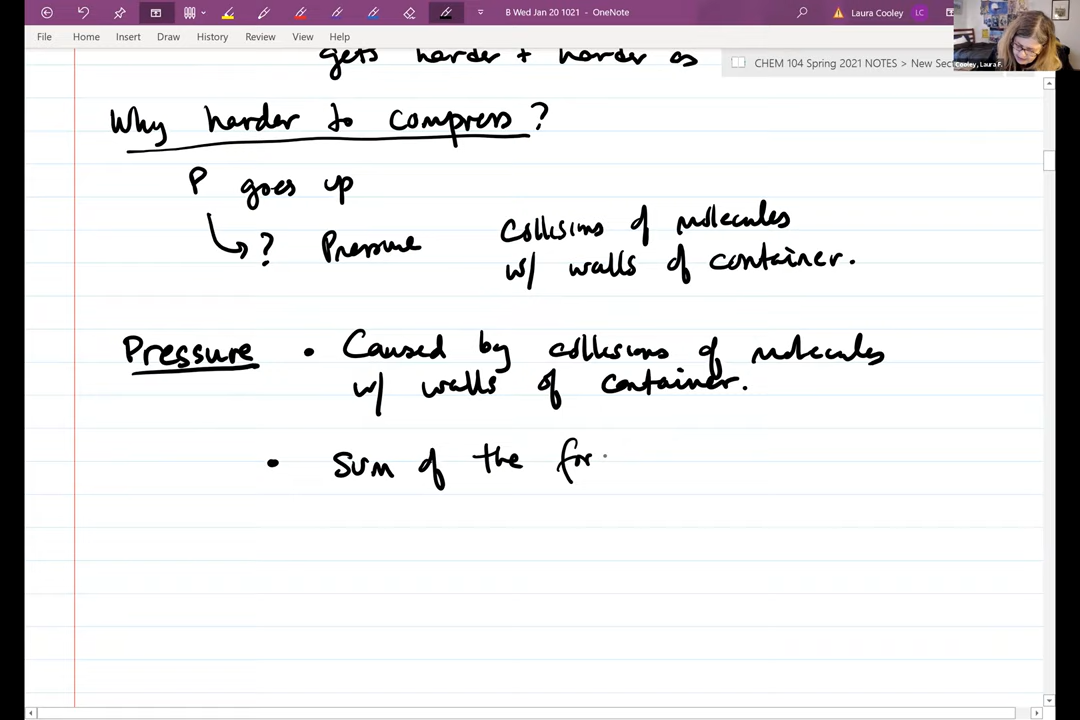 B Wed Jan 20 1021 - OneNote
Laura Cooley
LC
File Home Insert Draw History Review View Help
Cooley, Laura F.
CHEM 104 Spring 2021 NOTES > New Sec
gets harder + harder as
Why harder to compress?
P goes up
? Pressure
Collisions of molecules
w/ walls of container.
Pressure • Caused by collisions of molecules
w/ walls of container.
• Sum of the for